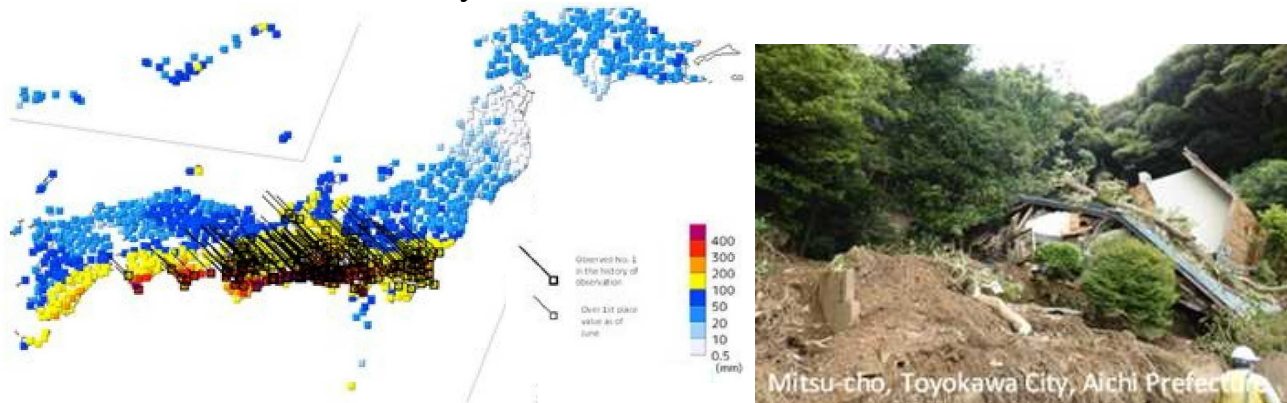 400
300
200
100
50
20
10
0.5
(mm)
Observed No. 1
in the history of
observation
Over 1st place
value as of
June
Mitsu-cho, Toyokawa City, Aichi Prefecture